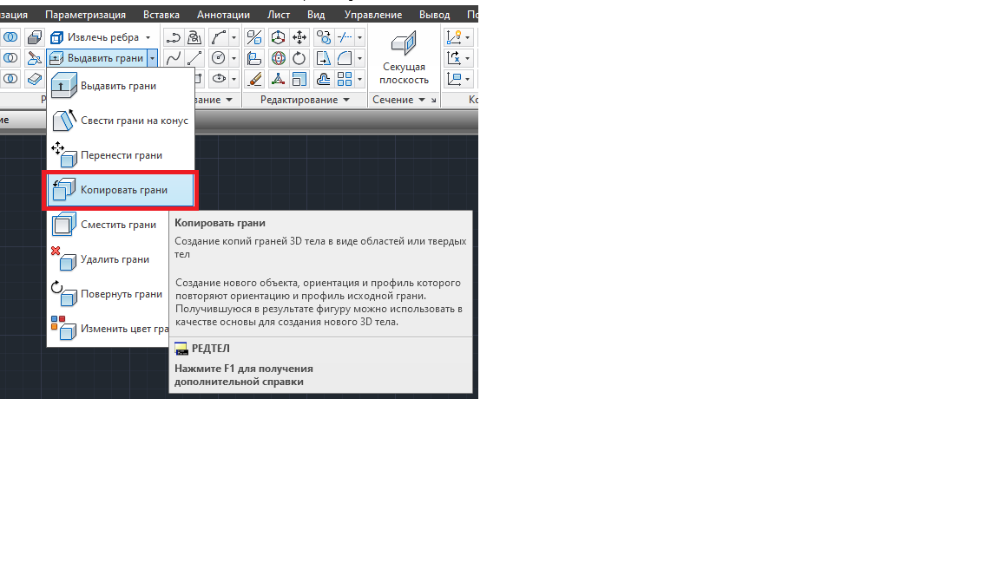 Параметризация Вставка Аннотации Лист Вид Управление Вывод
Извлечь ребра
Выдавить грани
Секущая
плоскость
Редактирование Сечение
Выдавить грани
Свести грани на конус
Перенести грани
Копировать грани
Сместить грани
Удалить грани
Повернуть грани
Изменить цвет гра
Копировать грани
Создание копий граней 3D тела в виде областей или твердых
тел
Создание нового объекта, ориентация и профиль которого
повторяют ориентацию и профиль исходной грани.
Получившуюся в результате фигуру можно использовать в
качестве основы для создания нового 3D тела.
РЕДТЕЛ
Нажмите F1 для получения
дополнительной справки